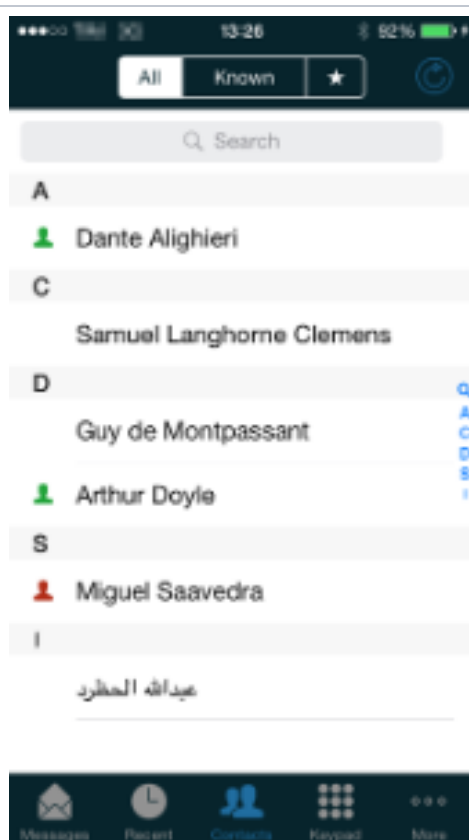 13:26
92%
All
Known
Search
A
Dante Alighieri
C
Samuel Langhorne Clemens
D
Guy de Montpassant
Arthur Doyle
S
Miguel Saavedra
عبدالله الحظرد
Q
A
C
D
S
Messages
Recent
Contacts
Keypad
More